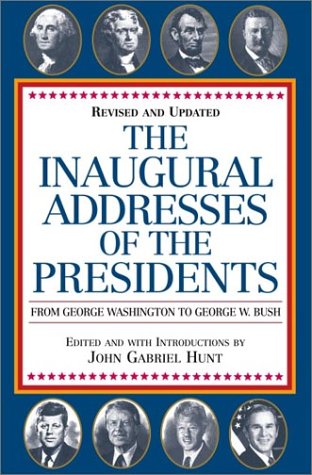 REVISED AND UPDATED
THE
INAUGURAL
ADDRESSES
OF THE
PRESIDENTS
FROM GEORGE WASHINGTON TO GEORGE W. BUSH
EDITED AND WITH INTRODUCTIONS BY
JOHN GABRIEL HUNT